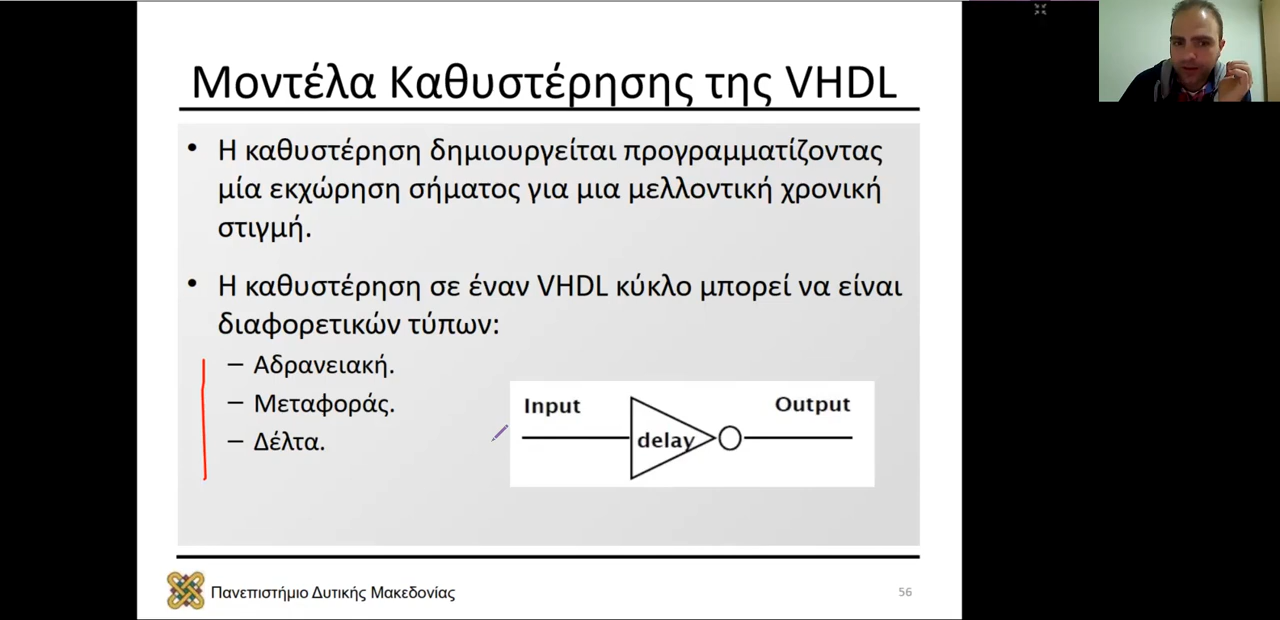 Μοντέλα Καθυστέρησης της VHDL
• Η καθυστέρηση δημιουργείται προγραμματίζοντας
μία εκχώρηση σήματος για μια μελλοντική χρονική
στιγμή.
• Η καθυστέρηση σε έναν VHDL κύκλο μπορεί να είναι
διαφορετικών τύπων:
– Αδρανειακή.
– Μεταφοράς.
– Δέλτα.
Input
Output
delay
Πανεπιστήμιο Δυτικής Μακεδονίας
56